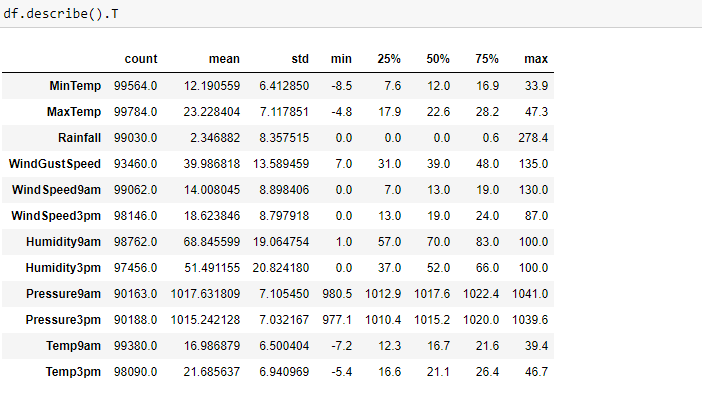 df.describe().T
count mean std min 25% 50% 75% max
MinTemp 99564.0 12.190559 6.412850 -8.5 7.6 12.0 16.9 33.9
MaxTemp 99784.0 23.228404 7.117851 -4.8 17.9 22.6 28.2 47.3
Rainfall 99030.0 2.346882 8.357515 0.0 0.0 0.0 0.6 278.4
WindGustSpeed 93460.0 39.986818 13.589459 7.0 31.0 39.0 48.0 135.0
WindSpeed9am 99062.0 14.008045 8.898406 0.0 7.0 13.0 19.0 130.0
WindSpeed3pm 98146.0 18.623846 8.797918 0.0 13.0 19.0 24.0 87.0
Humidity9am 98762.0 68.845599 19.064754 1.0 57.0 70.0 83.0 100.0
Humidity3pm 97456.0 51.491155 20.824180 0.0 37.0 52.0 66.0 100.0
Pressure9am 90163.0 1017.631809 7.105450 980.5 1012.9 1017.6 1022.4 1041.0
Pressure3pm 90188.0 1015.242128 7.032167 977.1 1010.4 1015.2 1020.0 1039.6
Temp9am 99380.0 16.986879 6.500404 -7.2 12.3 16.7 21.6 39.4
Temp3pm 98090.0 21.685637 6.940969 -5.4 16.6 21.1 26.4 46.7